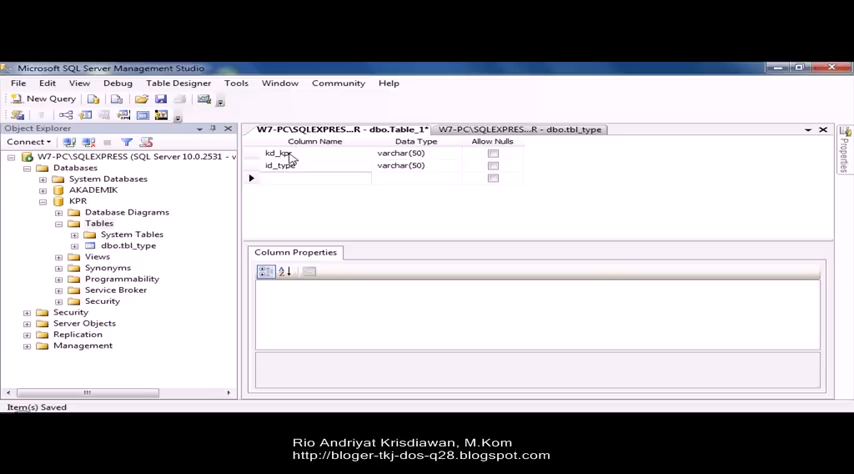 Microsoft SQL Server Management Studio
File Edit View Debug Table Designer Tools Window Community Help
New Query
Object Explorer
W7-PC\SQLEXPRES...R - dbo.Table_1* W7-PC\SQLEXPRES...R - dbo.tbl_type
Connect
Column Name Data Type Allow Nulls
kd_kpr varchar(50)
id_type varchar(50)
W7-PC\SQLEXPRESS (SQL Server 10.0.2531 - v
Databases
System Databases
AKADEMIK
KPR
Database Diagrams
Tables
System Tables
dbo.tbl_type
Views
Synonyms
Programmability
Service Broker
Security
Security
Server Objects
Replication
Management
Column Properties
Properties
Item(s) Saved
Rio Andriyat Krisdiawan, M.Kom
http://bloger-tkj-dos-q28.blogspot.com